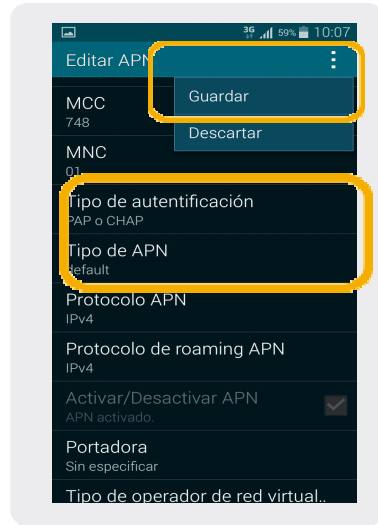 3G 59% 10:07
Editar APN
Guardar
MCC
748
Descartar
MNC
01
Tipo de autentificación
PAP o CHAP
Tipo de APN
default
Protocolo APN
IPv4
Protocolo de roaming APN
IPv4
Activar/Desactivar APN
APN activado.
Portadora
Sin especificar
Tipo de operador de red virtual..